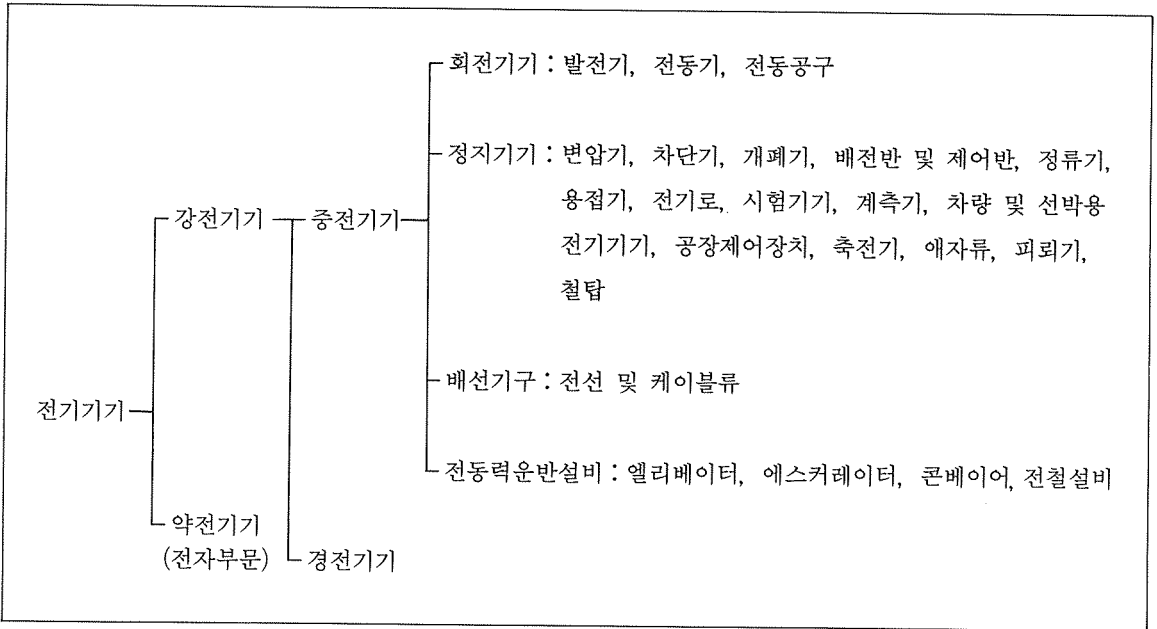 회전기기 : 발전기, 전동기, 전동공구
정지기기 : 변압기, 차단기, 개폐기, 배전반 및 제어반, 정류기,
용접기, 전기로, 시험기기, 계측기, 차량 및 선박용
강전기기
중전기기
전기기기, 공장제어장치, 축전기, 애자류, 피뢰기,
철탑
배선기구 : 전선 및 케이블류
전기기기
전동력운반설비 : 엘리베이터, 에스커레이터, 콘베이어, 전철설비
약전기기
(전자부문)
경전기기